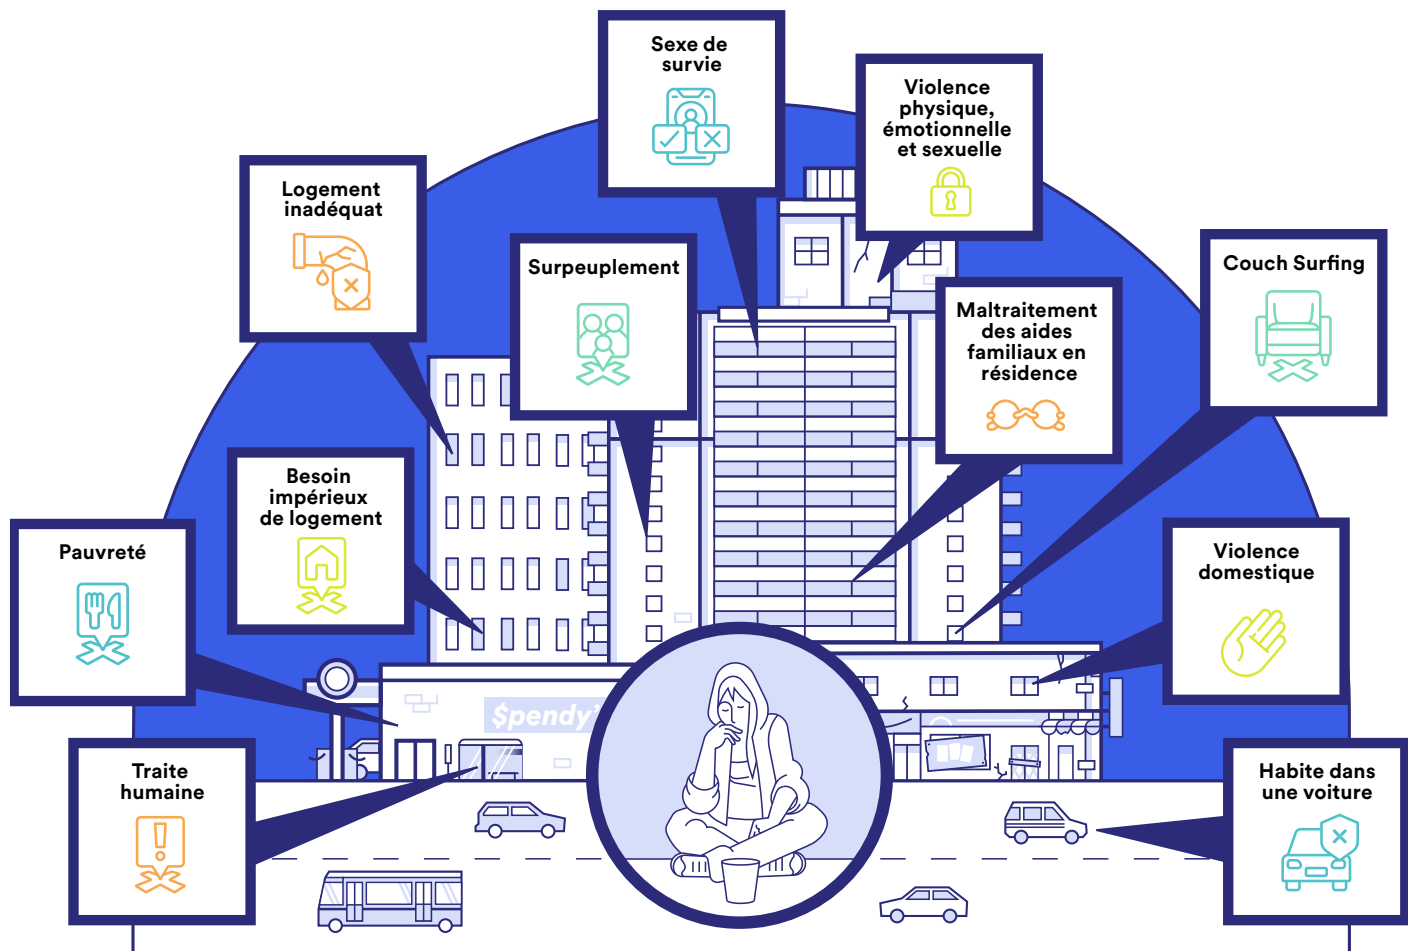 Sexe de
survie
Violence
physique,
émotionnelle
et sexuelle
Logement
inadéquat
Surpeuplement
Couch Surfing
Maltraitement
des aides
familiaux en
résidence
Besoin
impérieux
de logement
Pauvreté
Violence
domestique
$pendy'
Traite
humaine
Habite dans
une voiture